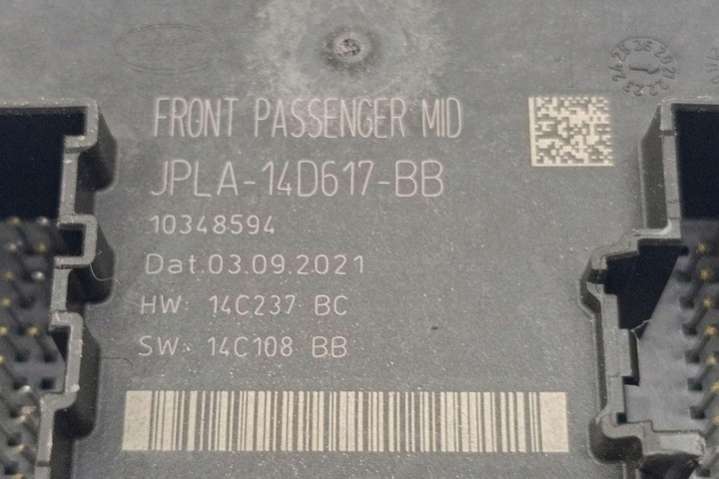 FRONT PASSENGER MID
JPLA-14D617-BB
10348594
Dat.03.09.2021
HW: 14C237 BC
SW: 14C108 BB